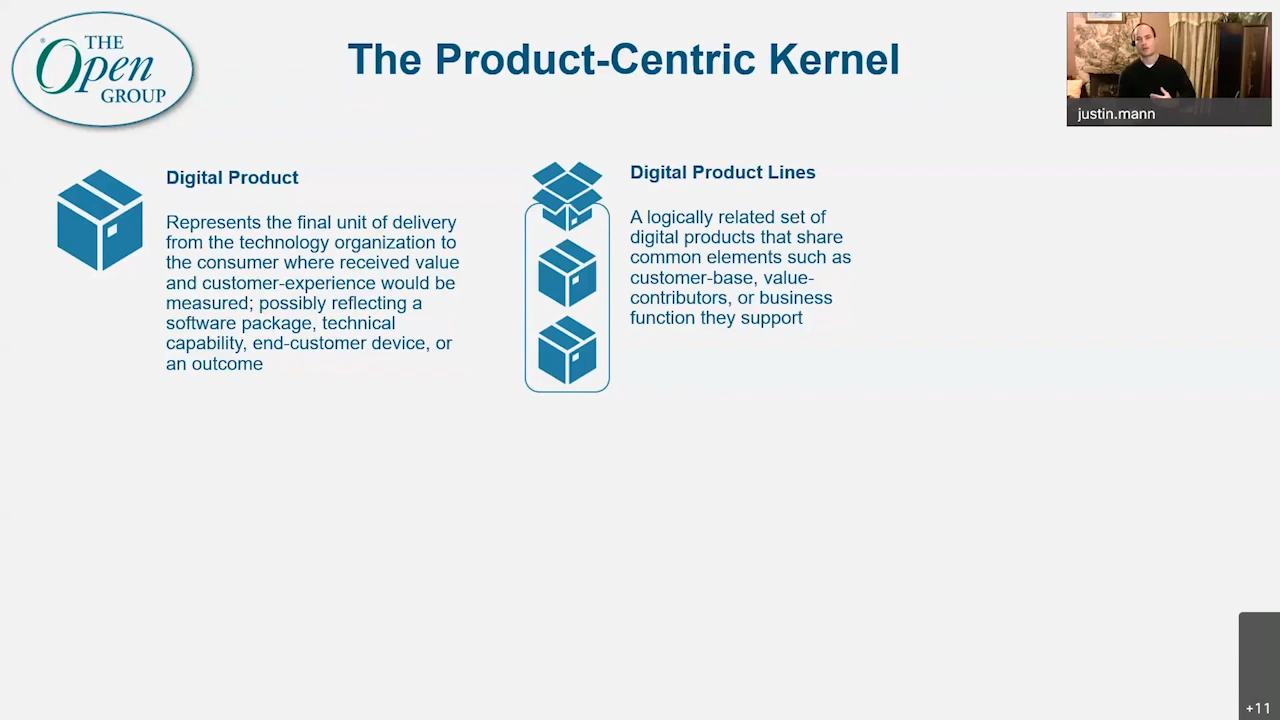 THE
Open
GROUP
®
The Product-Centric Kernel
justin.mann
Digital Product
Represents the final unit of delivery
from the technology organization to
the consumer where received value
and customer-experience would be
measured; possibly reflecting a
software package, technical
capability, end-customer device, or
an outcome
Digital Product Lines
A logically related set of
digital products that share
common elements such as
customer-base, value-
contributors, or business
function they support
+11